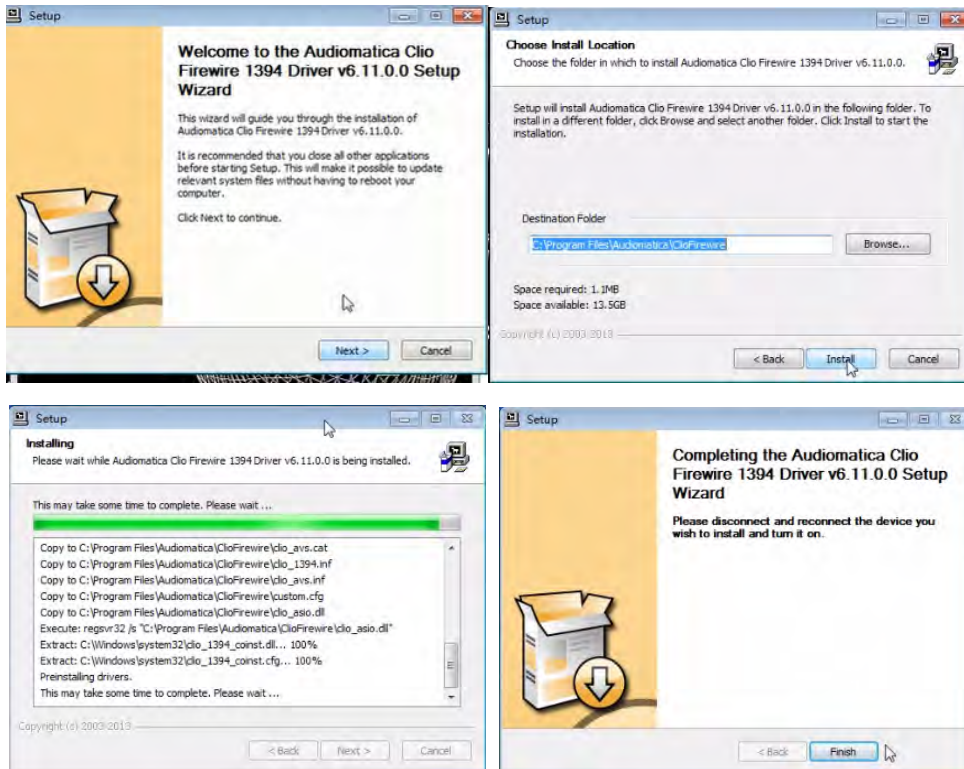 Setup
Welcome to the Audiomatica Clio
Firewire 1394 Driver v6.11.0.0 Setup
Wizard
This wizard will guide you through the installation of
Audiomatica Clio Firewire 1394 Driver v6.11.0.0.
It is recommended that you close all other applications
before starting Setup. This will make it possible to update
relevant system files without having to reboot your
computer.
Click Next to continue.
Next >
Cancel
Setup
Choose Install Location
Choose the folder in which to install Audiomatica Clio Firewire 1394 Driver v6.11.0.0.
Setup will install Audiomatica Clio Firewire 1394 Driver v6.11.0.0 in the following folder. To
install in a different folder, click Browse and select another folder. Click Install to start the
installation.
Destination Folder
C:\Program Files\Audiomatica\ClioFirewire
Browse...
Space required: 1.1MB
Space available: 13.5GB
Copyright (c) 2003-2013
< Back
Install
Cancel
Setup
Installing
Please wait while Audiomatica Clio Firewire 1394 Driver v6.11.0.0 is being installed.
This may take some time to complete. Please wait ...
Copy to C:\Program Files\Audiomatica\ClioFirewire\clio_avs.cat
Copy to C:\Program Files\Audiomatica\ClioFirewire\clio_1394.inf
Copy to C:\Program Files\Audiomatica\ClioFirewire\clio_avs.inf
Copy to C:\Program Files\Audiomatica\ClioFirewire\custom.cfg
Copy to C:\Program Files\Audiomatica\ClioFirewire\clio_asio.dll
Execute: regsvr32 /s "C:\Program Files\Audiomatica\ClioFirewire\clio_asio.dll"
Extract: C:\Windows\system32\clio_1394_coinst.dll... 100%
Extract: C:\Windows\system32\clio_1394_coinst.cfg... 100%
Preinstalling drivers.
This may take some time to complete. Please wait ...
Copyright (c) 2003-2013
< Back
Next >
Cancel
Setup
Completing the Audiomatica Clio
Firewire 1394 Driver v6.11.0.0 Setup
Wizard
Please disconnect and reconnect the device you
wish to install and turn it on.
< Back
Finish